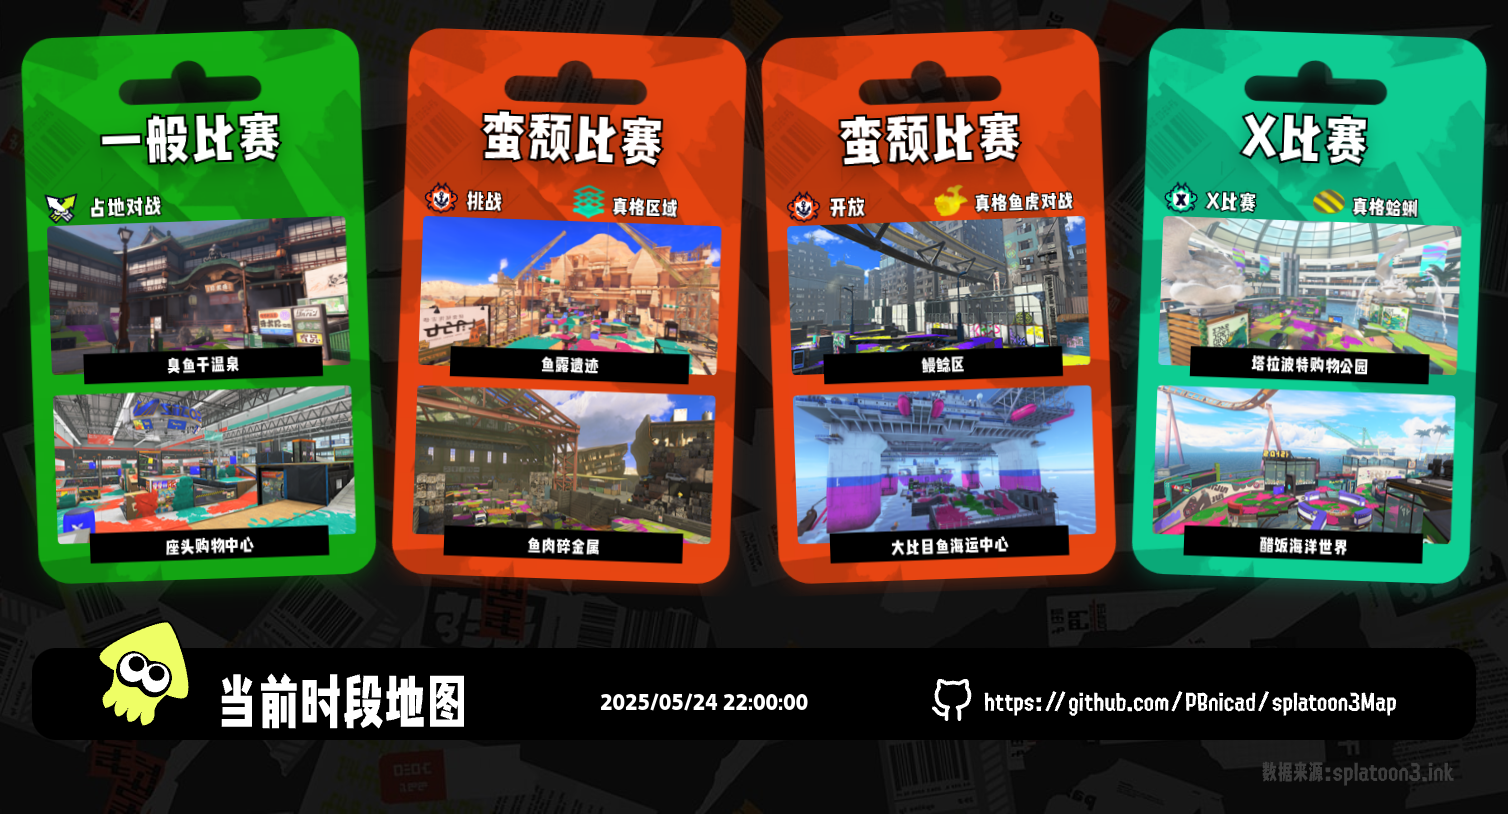 一般比赛
占地对战
臭鱼干温泉
座头购物中心
蛮颓比赛
挑战
真格区域
鱼露遗迹
鱼肉碎金属
蛮颓比赛
开放
真格鱼虎对战
鳗鲶区
大比目鱼海运中心
X比赛
X比赛
真格蛤蜊
塔拉波特购物公园
醋饭海洋世界
当前时段地图
2025/05/24 22:00:00
https://github.com/PBnicad/splatoon3Map
数据来源:splatoon3.ink